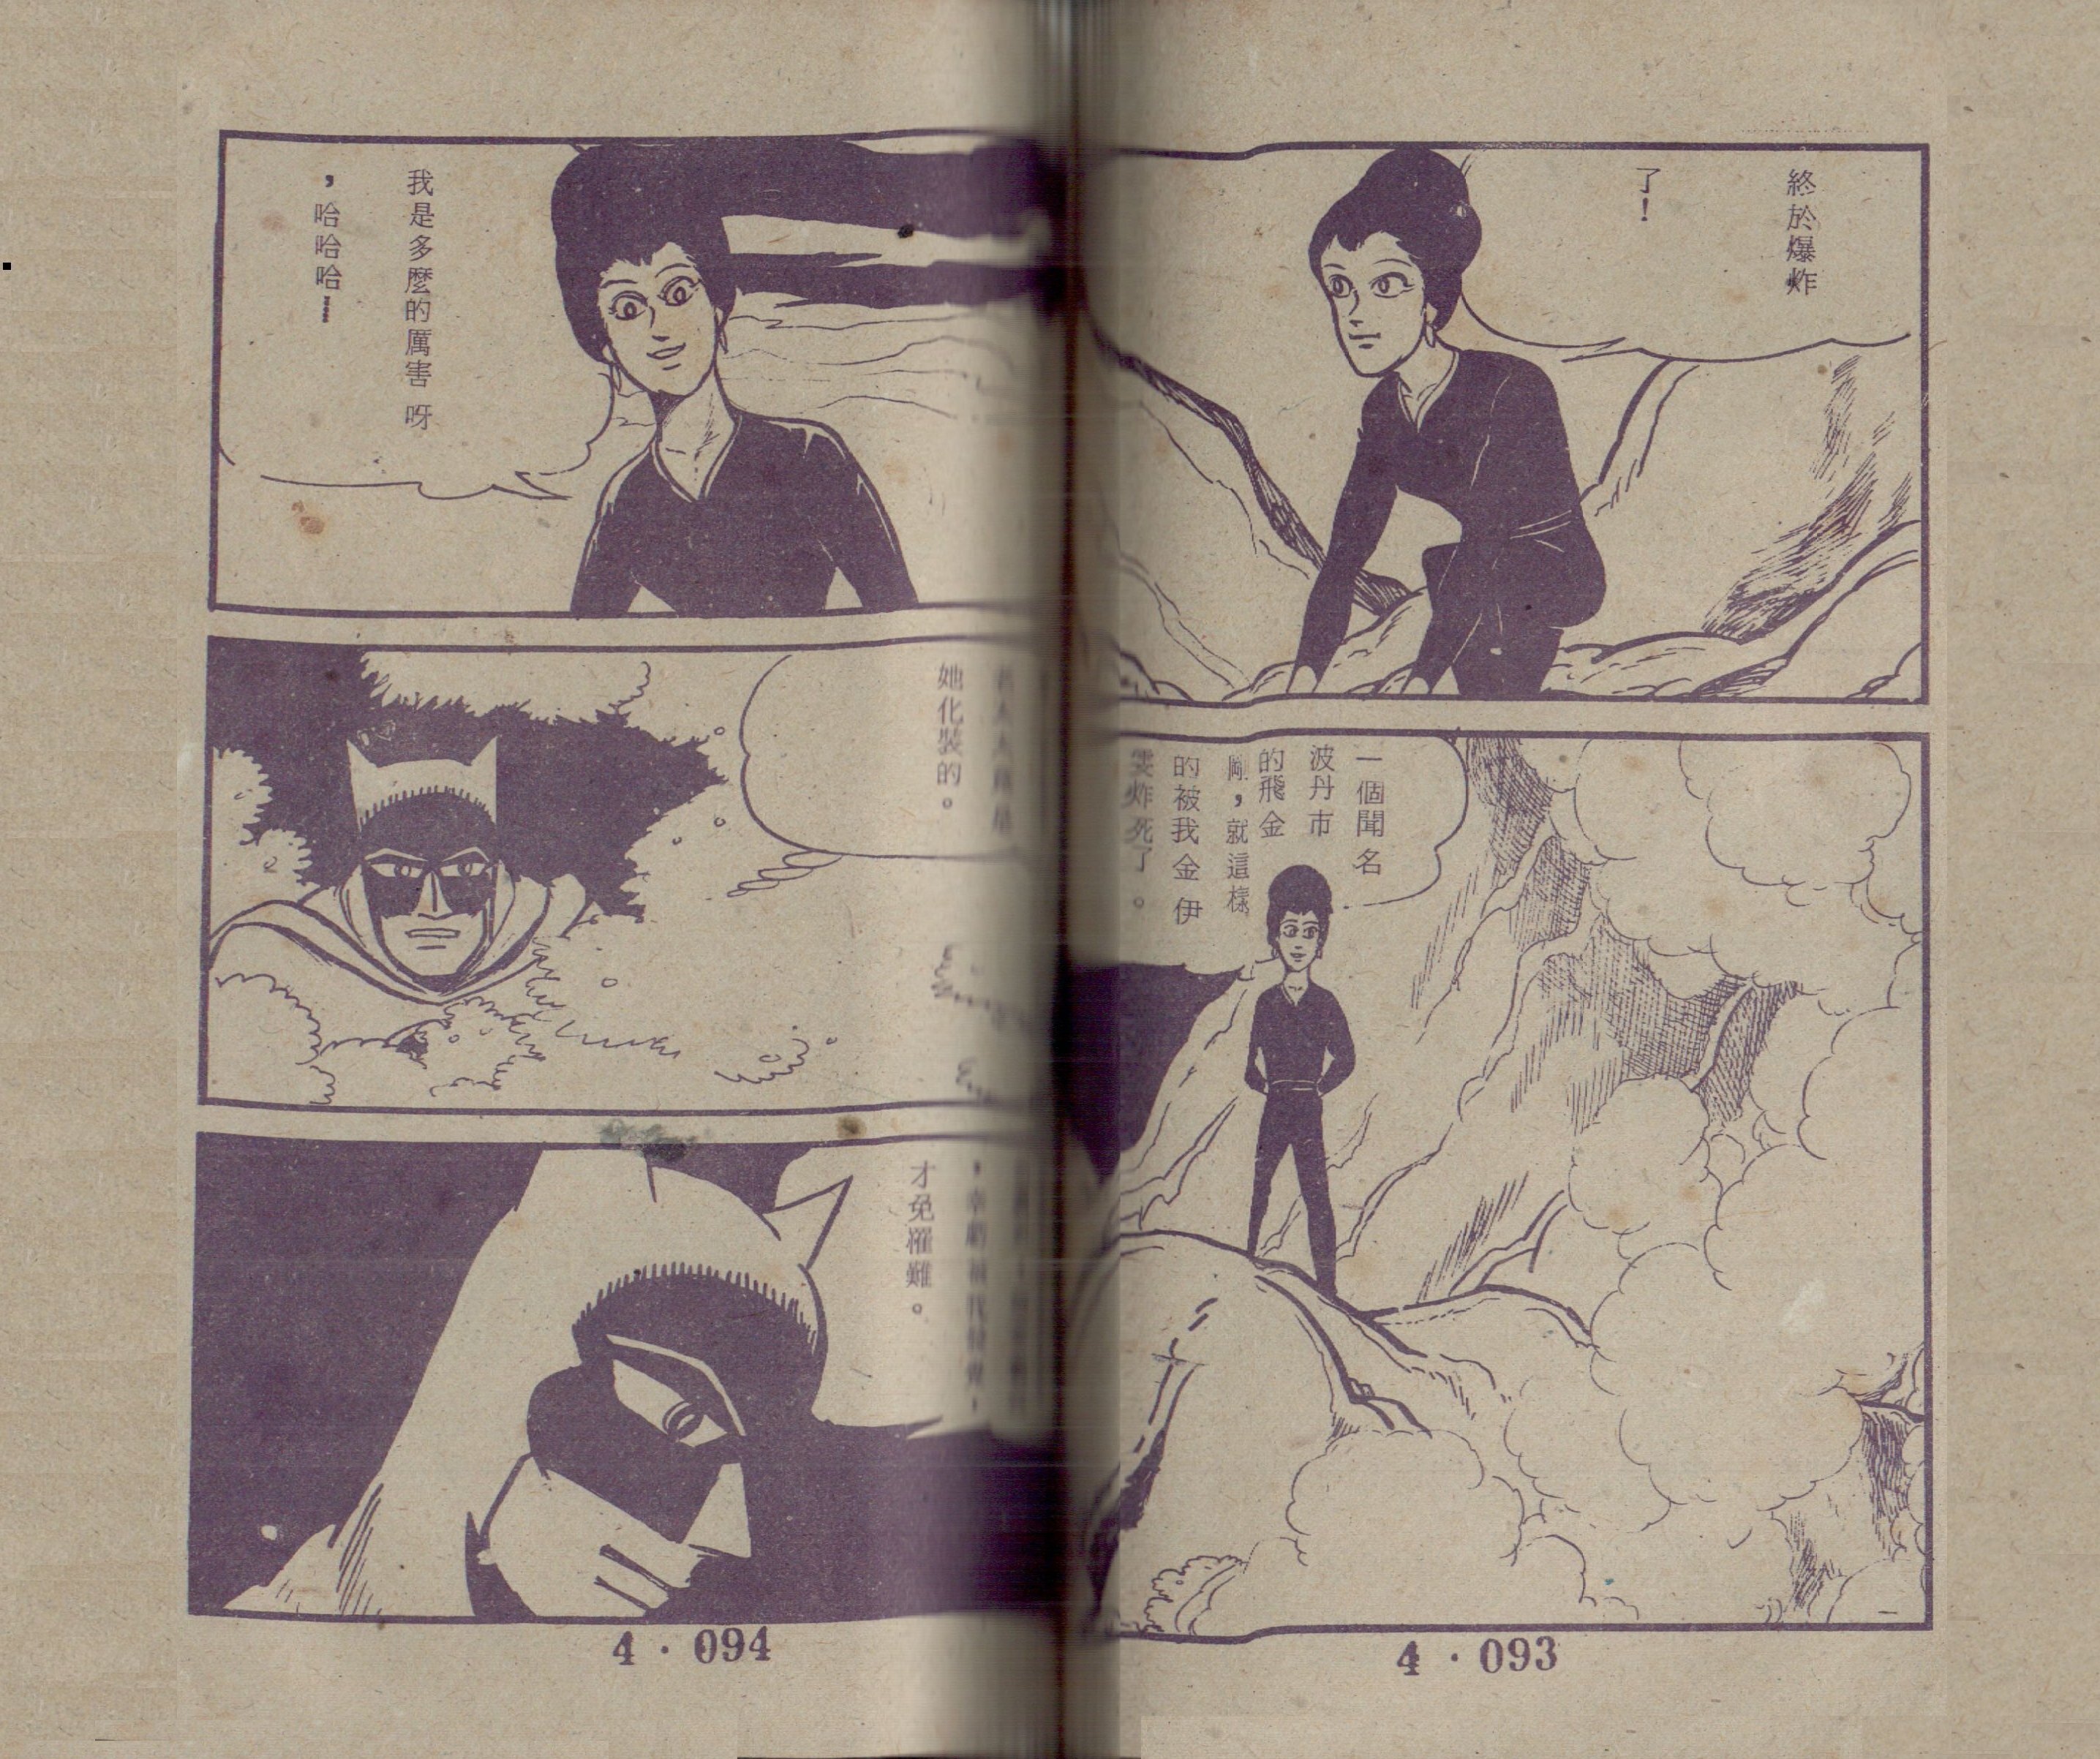 終於爆炸
了！
一個聞名
波丹市
的飛金
剛，就這樣
的被我金伊
雯炸死了。
4·093
我是多麼的厲害呀
，哈哈哈！
她化裝的。
才免罹難。
4·094